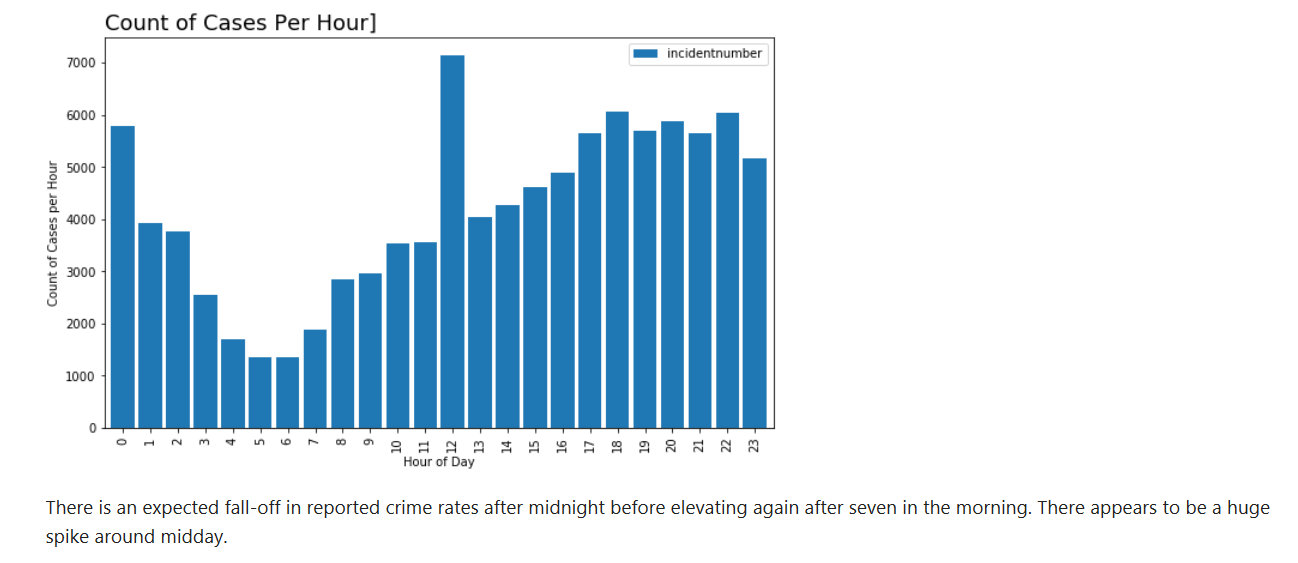 Count of Cases Per Hour]
incidentnumber
7000
6000
5000
4000
3000
2000
1000
0
Count of Cases per Hour
0 1 2 3 4 5 6 7 8 9 10 11 12 13 14 15 16 17 18 19 20 21 22 23
Hour of Day
There is an expected fall-off in reported crime rates after midnight before elevating again after seven in the morning. There appears to be a huge
spike around midday.